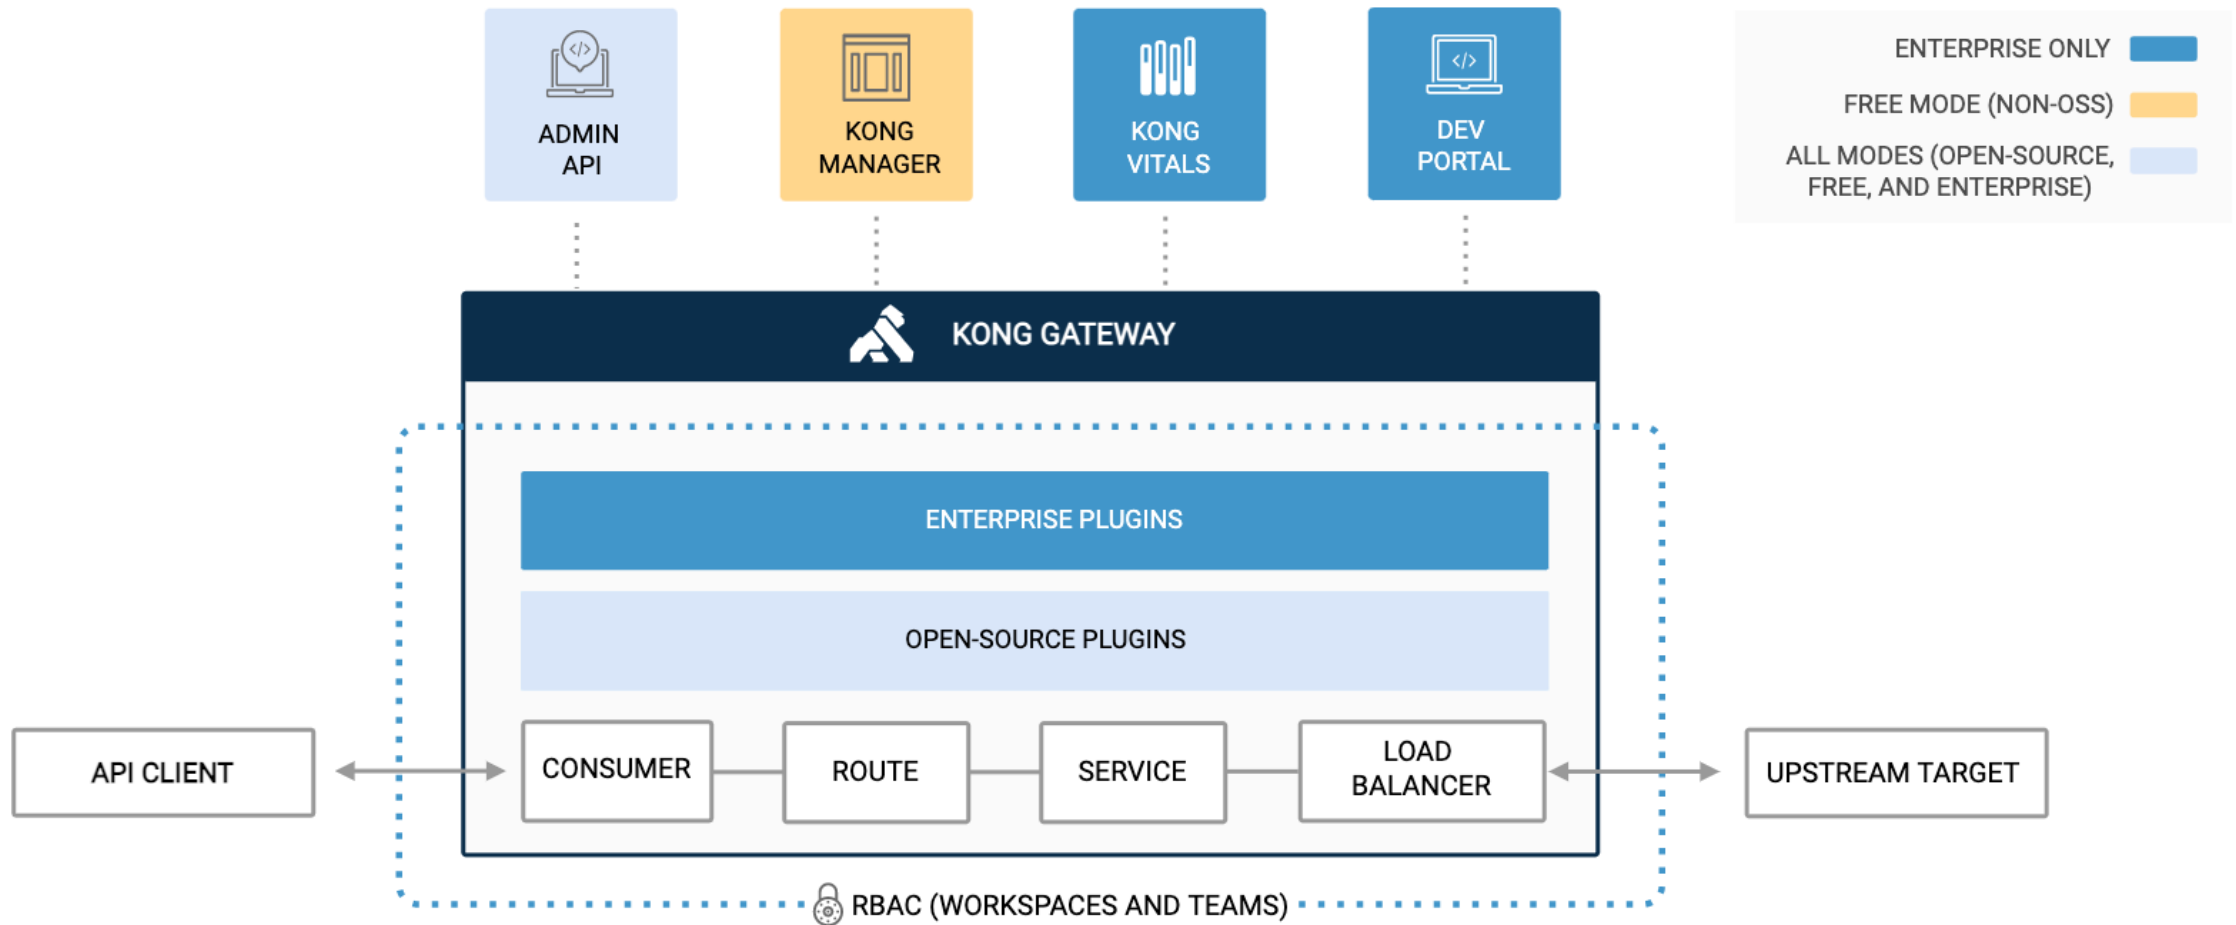 ADMIN
API
KONG
MANAGER
KONG
VITALS
DEV
PORTAL
ENTERPRISE ONLY
FREE MODE (NON-OSS)
ALL MODES (OPEN-SOURCE,
FREE, AND ENTERPRISE)
KONG GATEWAY
ENTERPRISE PLUGINS
OPEN-SOURCE PLUGINS
API CLIENT
CONSUMER
ROUTE
SERVICE
LOAD
BALANCER
UPSTREAM TARGET
RBAC (WORKSPACES AND TEAMS)